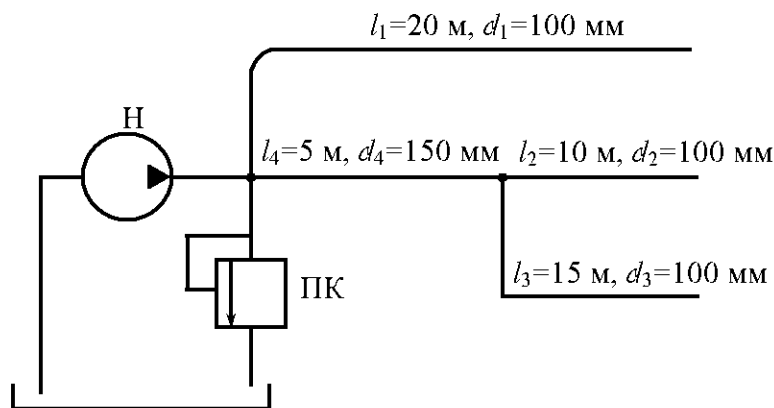 l₁=20 м, d₁=100 мм
Н
l₄=5 м, d₄=150 мм
l₂=10 м, d₂=100 мм
ПК
l₃=15 м, d₃=100 мм